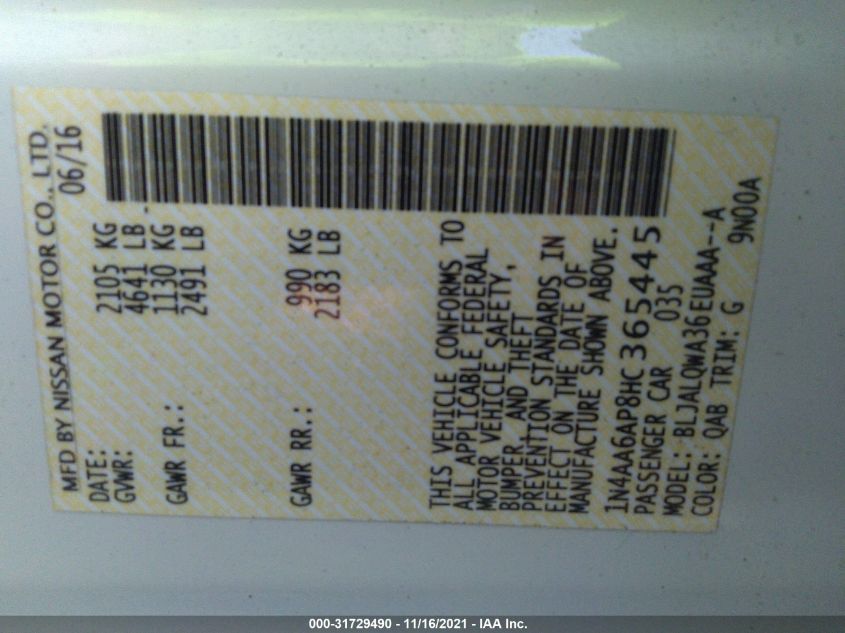 MFD BY NISSAN MOTOR CO., LTD.
DATE: 06/16
GVWR: 2105 KG
4641 LB
GAWR FR.: 1130 KG
2491 LB
GAWR RR.: 990 KG
2183 LB
THIS VEHICLE CONFORMS TO
ALL APPLICABLE FEDERAL
MOTOR VEHICLE SAFETY,
BUMPER, AND THEFT
PREVENTION STANDARDS IN
EFFECT ON THE DATE OF
MANUFACTURE SHOWN ABOVE.
1N4AA6AP8HC365445
PASSENGER CAR 035
MODEL: BLJALQWA36EUAAA--A
COLOR: QAB TRIM: G 9N00A
000-31729490 - 11/16/2021 - IAA Inc.